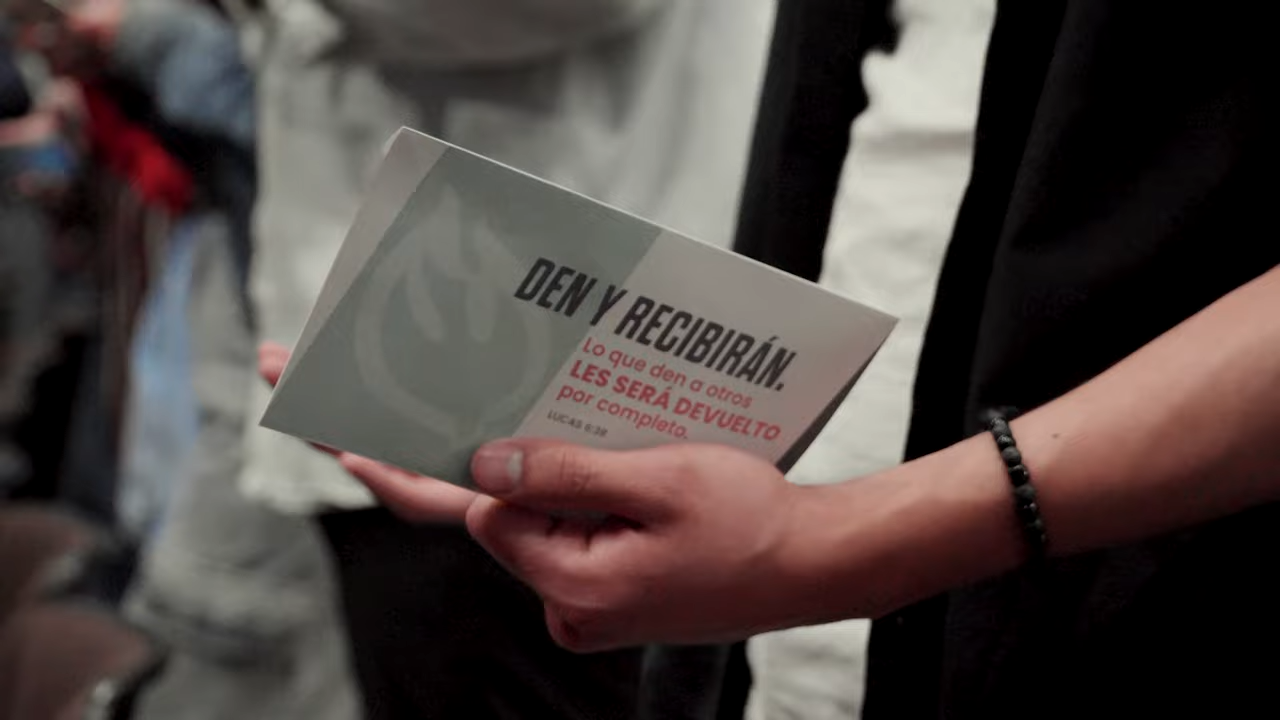 DEN Y RECIBIRÁN.
Lo que den a otros
LES SERÁ DEVUELTO
por completo.
LUCAS 6:38